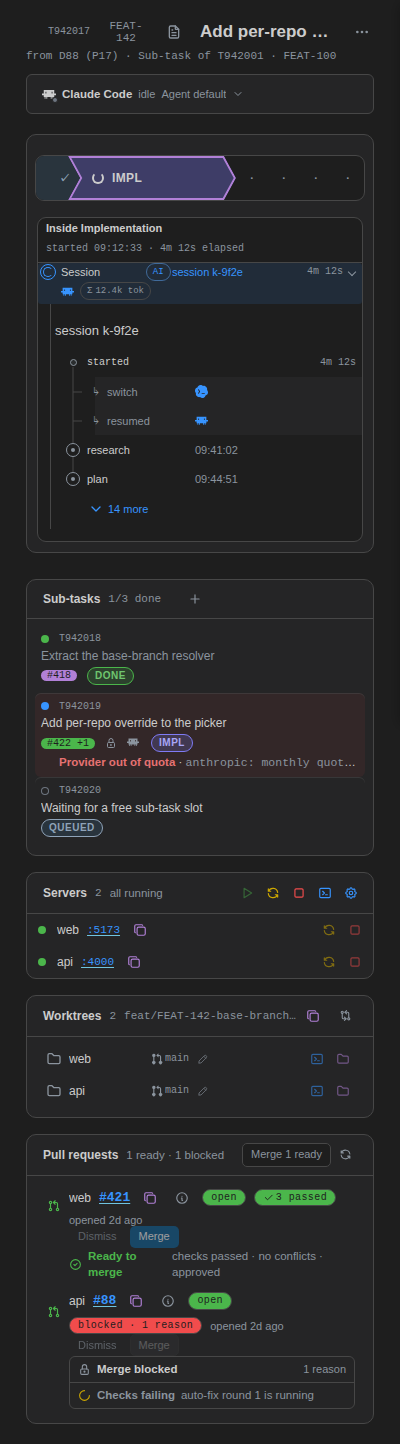 T942017 FEAT-142 Add per-repo …
from D88 (P17) · Sub-task of T942001 · FEAT-100
Claude Code idle Agent default
IMPL
Inside Implementation
started 09:12:33 · 4m 12s elapsed
Session AI session k-9f2e 4m 12s
Σ 12.4k tok
session k-9f2e
started 4m 12s
↳ switch
↳ resumed
research 09:41:02
plan 09:44:51
14 more
Sub-tasks 1/3 done
T942018
Extract the base-branch resolver
#418 DONE
T942019
Add per-repo override to the picker
#422 +1 IMPL
Provider out of quota · anthropic: monthly quot…
T942020
Waiting for a free sub-task slot
QUEUED
Servers 2 all running
web :5173
api :4000
Worktrees 2 feat/FEAT-142-base-branch…
web main
api main
Pull requests 1 ready · 1 blocked Merge 1 ready
web #421 open 3 passed
opened 2d ago
Dismiss Merge
Ready to merge checks passed · no conflicts · approved
api #88 open
blocked · 1 reason opened 2d ago
Dismiss Merge
Merge blocked 1 reason
Checks failing auto-fix round 1 is running